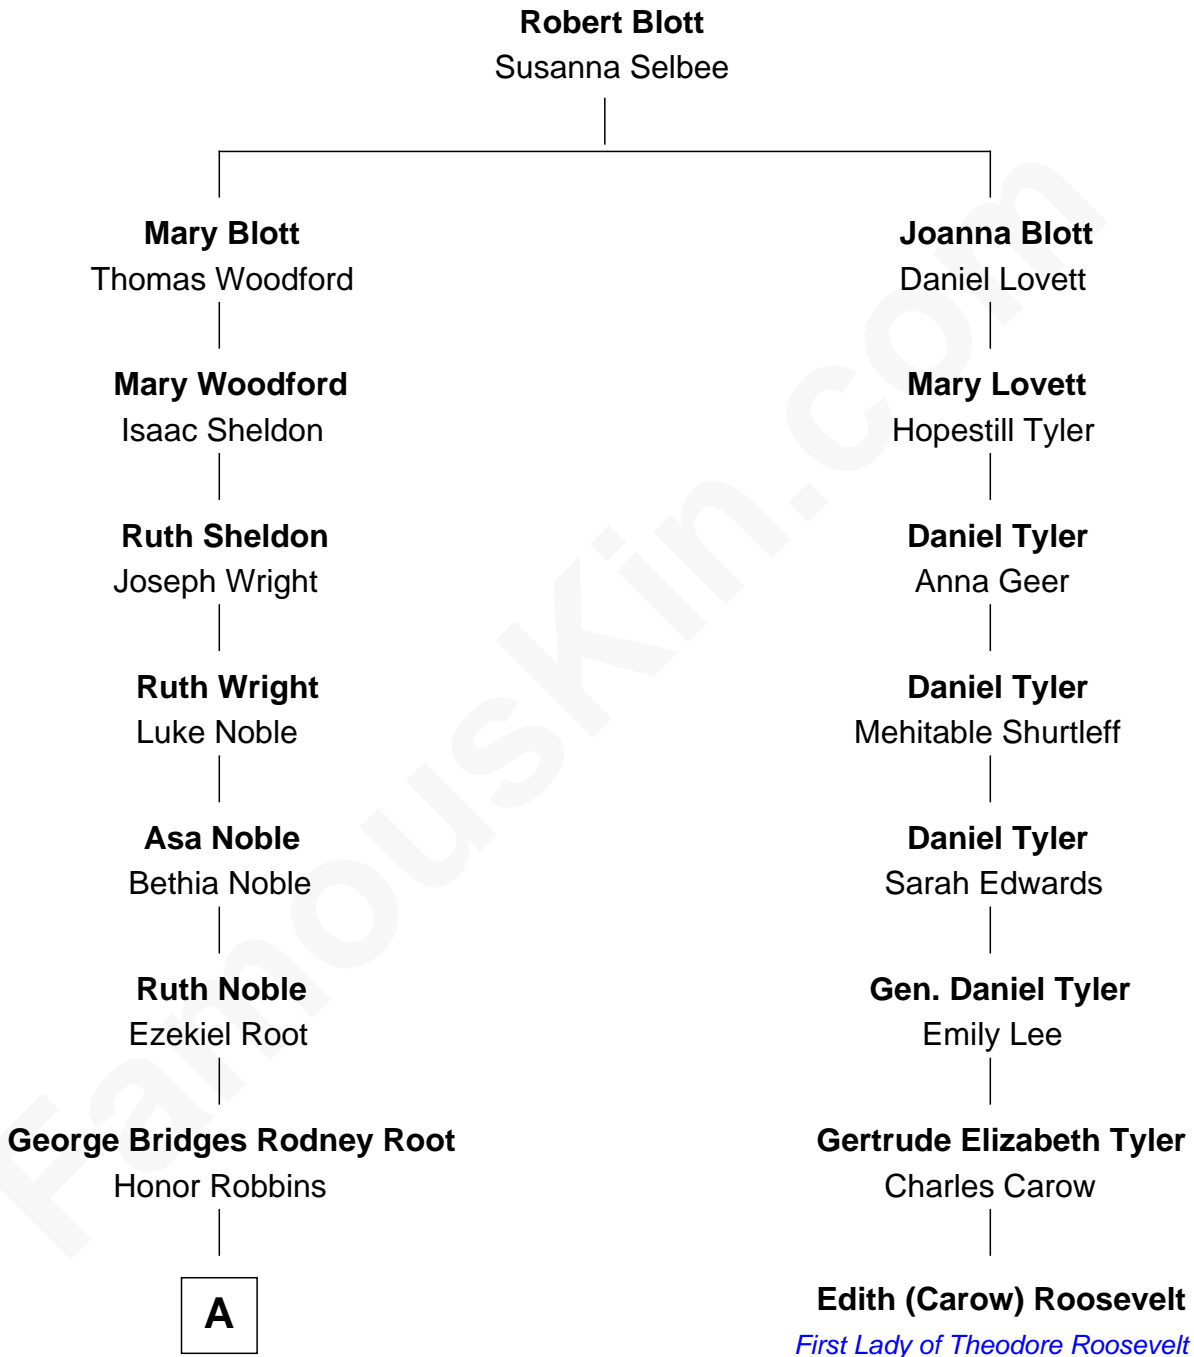 Robert Blott
Susanna Selbee
Mary Blott
Thomas Woodford
Joanna Blott
Daniel Lovett
Mary Woodford
Isaac Sheldon
Mary Lovett
Hopestill Tyler
Ruth Sheldon
Joseph Wright
Daniel Tyler
Anna Geer
Ruth Wright
Luke Noble
Daniel Tyler
Mehitable Shurtleff
Asa Noble
Bethia Noble
Daniel Tyler
Sarah Edwards
Ruth Noble
Ezekiel Root
Gen. Daniel Tyler
Emily Lee
George Bridges Rodney Root
Honor Robbins
Gertrude Elizabeth Tyler
Charles Carow
A
Edith (Carow) Roosevelt
First Lady of Theodore Roosevelt
FamousKin.com